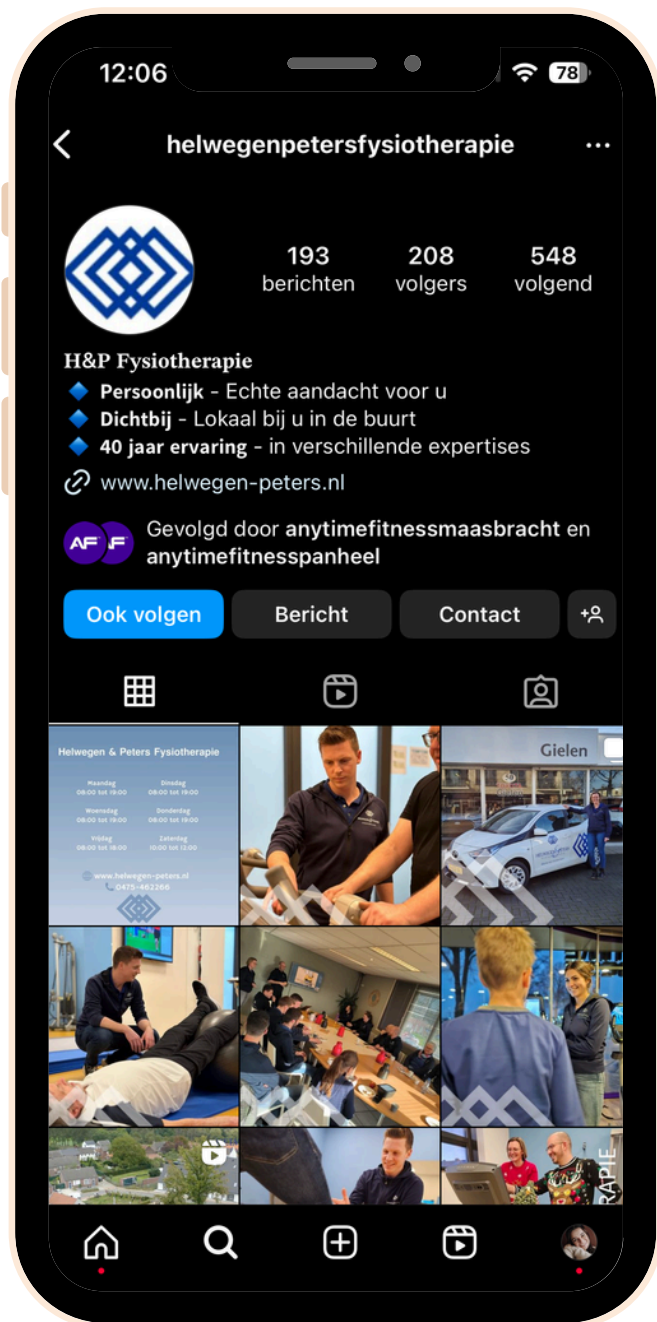 12:06
78
helwegenpetersfysiotherapie
193
208
548
berichten
volgers
volgend
H&P Fysiotherapie
Persoonlijk - Echte aandacht voor u
Dichtbij - Lokaal bij u in de buurt
40 jaar ervaring - in verschillende expertises
www.helwegen-peters.nl
AF
F
Gevolgd door anytimefitnessmaasbracht en
anytimefitnesspanheel
Ook volgen
Bericht
Contact
Helwegen & Peters Fysiotherapie
Maandag
Dinsdag
08:00 tot 19:00
08:00 tot 19:00
Woensdag
Donderdag
08:00 tot 19:00
08:00 tot 19:00
Vrijdag
Zaterdag
08:00 tot 18:00
10:00 tot 12:00
www.helwegen-peters.nl
0475-462266
Gielen
RAPIE